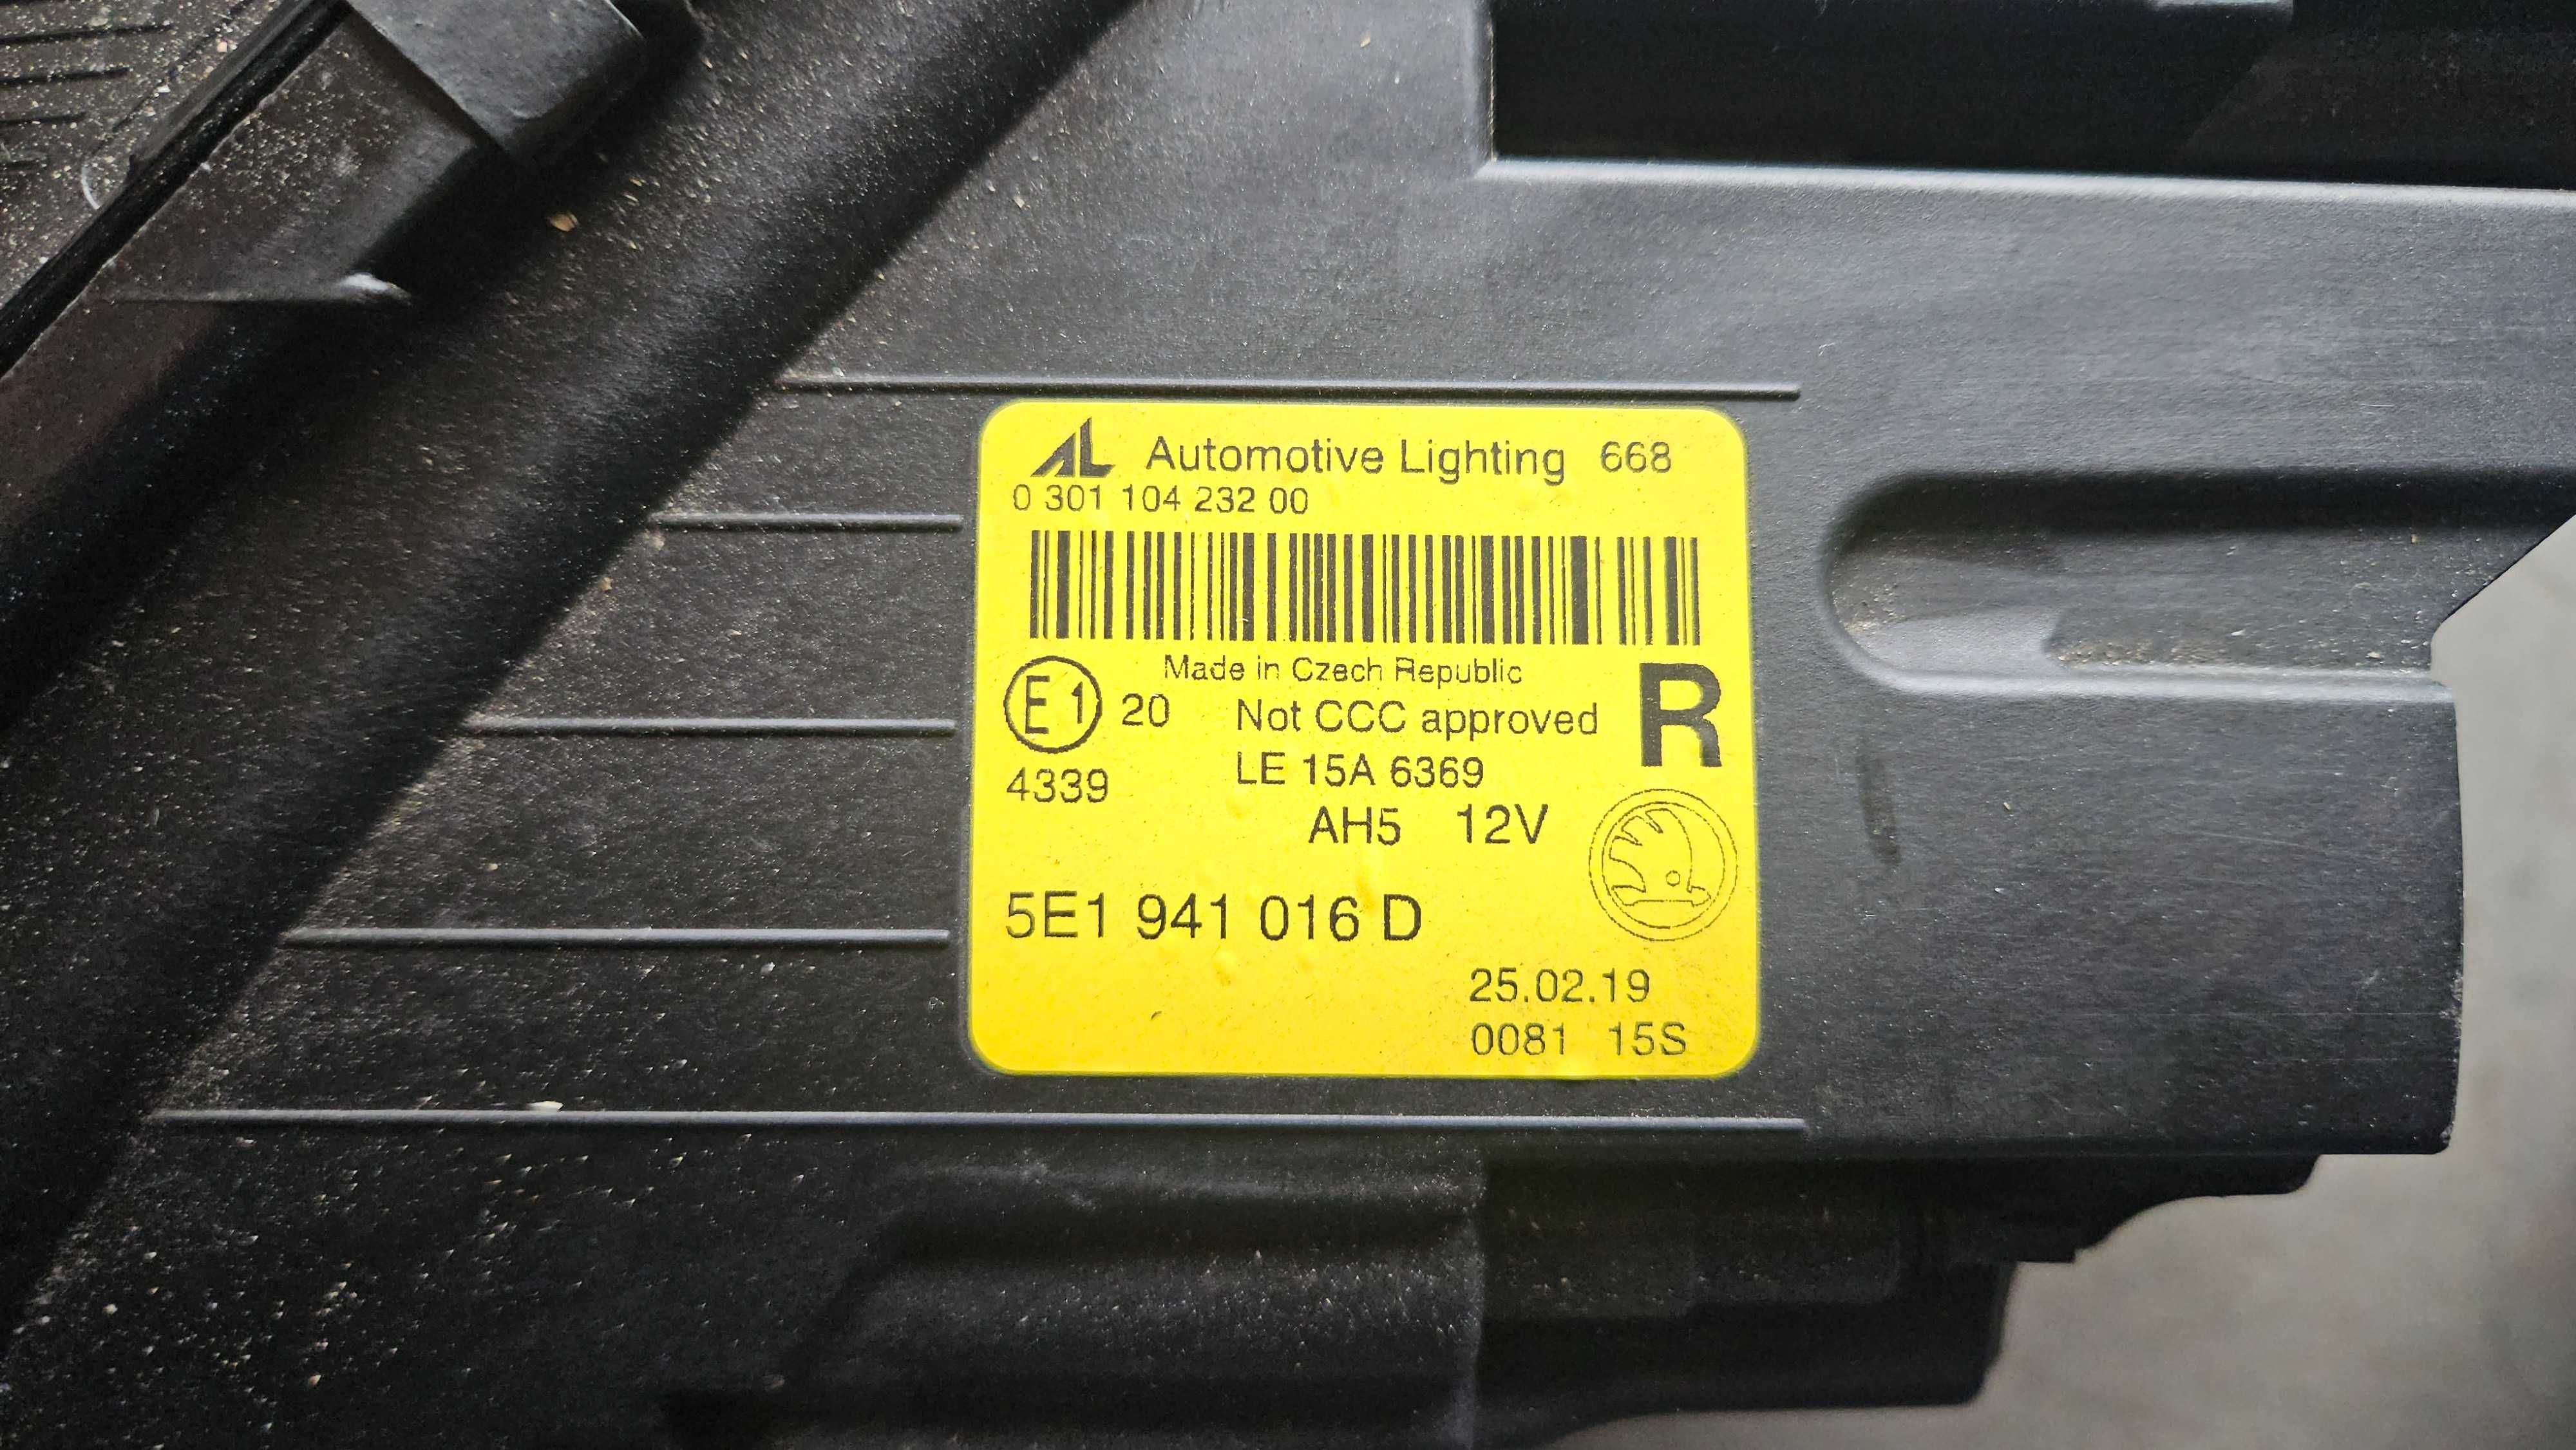 AL Automotive Lighting 668
0 301 104 232 00
Made in Czech Republic
E1 20 Not CCC approved R
4339 LE 15A 6369
AH5 12V
5E1 941 016 D
25.02.19
0081 15S